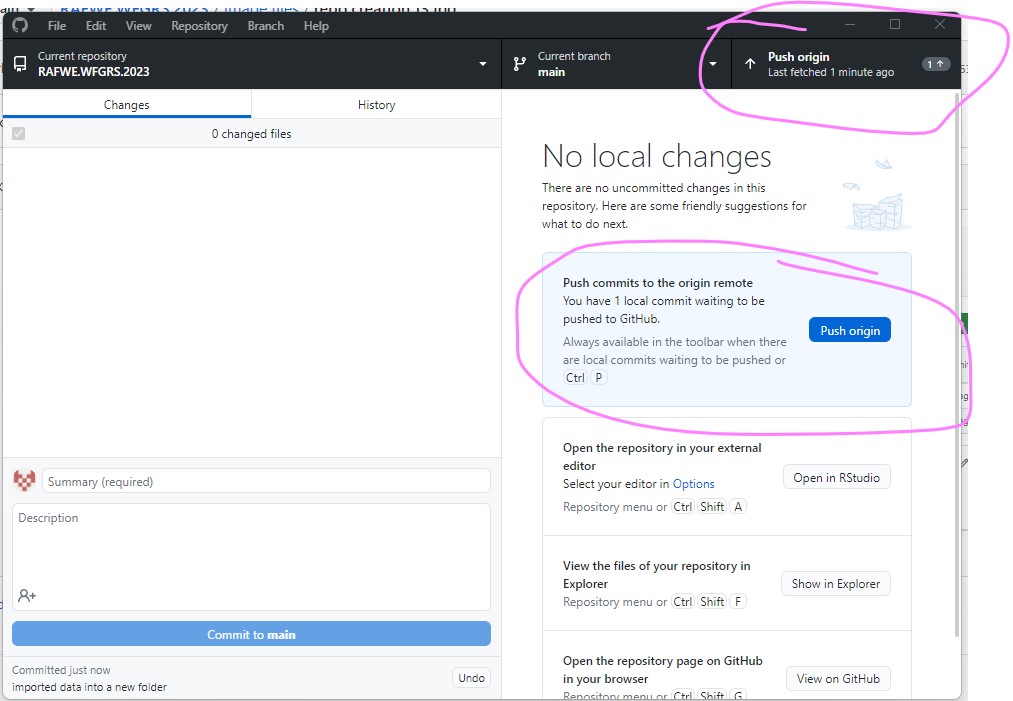 RAFWE.WFGRS.2023 / image files /
File Edit View Repository Branch Help
Current repository
RAFWE.WFGRS.2023
Current branch
main
Push origin
Last fetched 1 minute ago
1
Changes
History
0 changed files
No local changes
There are no uncommitted changes in this
repository. Here are some friendly suggestions for
what to do next.
Push commits to the origin remote
You have 1 local commit waiting to be
pushed to GitHub.
Always available in the toolbar when there
are local commits waiting to be pushed or
Ctrl P
Push origin
Open the repository in your external
editor
Select your editor in Options
Repository menu or Ctrl Shift A
Open in RStudio
View the files of your repository in
Explorer
Repository menu or Ctrl Shift F
Show in Explorer
Open the repository page on GitHub
in your browser
Repository menu or Ctrl Shift G
View on GitHub
Summary (required)
Description
Commit to main
Committed just now
imported data into a new folder
Undo